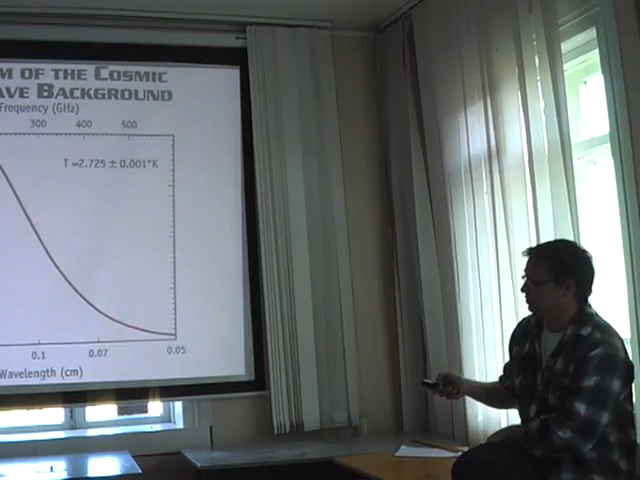 M OF THE COSMIC
AVE BACKGROUND
Frequency (GHz)
300 400 500
T =2.725 ± 0.001°K
0.1 0.07 0.05
Wavelength (cm)